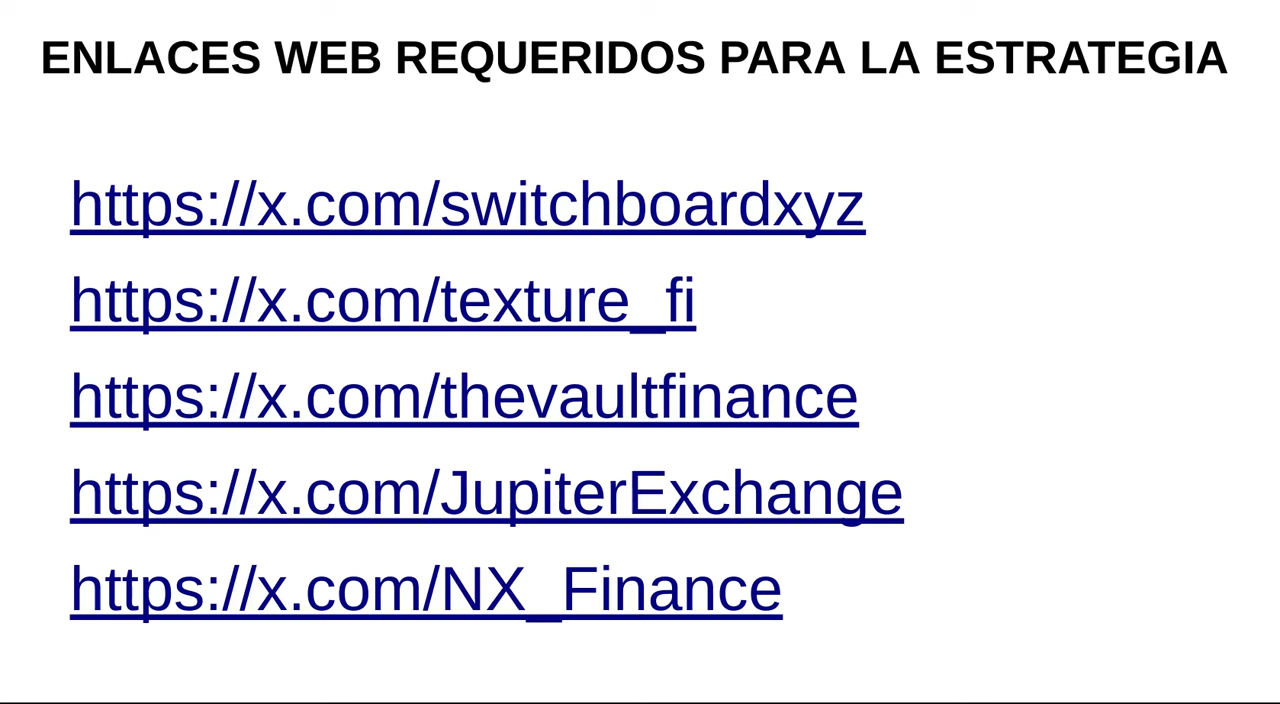 ENLACES WEB REQUERIDOS PARA LA ESTRATEGIA
https://x.com/switchboardxyz
https://x.com/texture_fi
https://x.com/thevaultfinance
https://x.com/JupiterExchange
https://x.com/NX_Finance